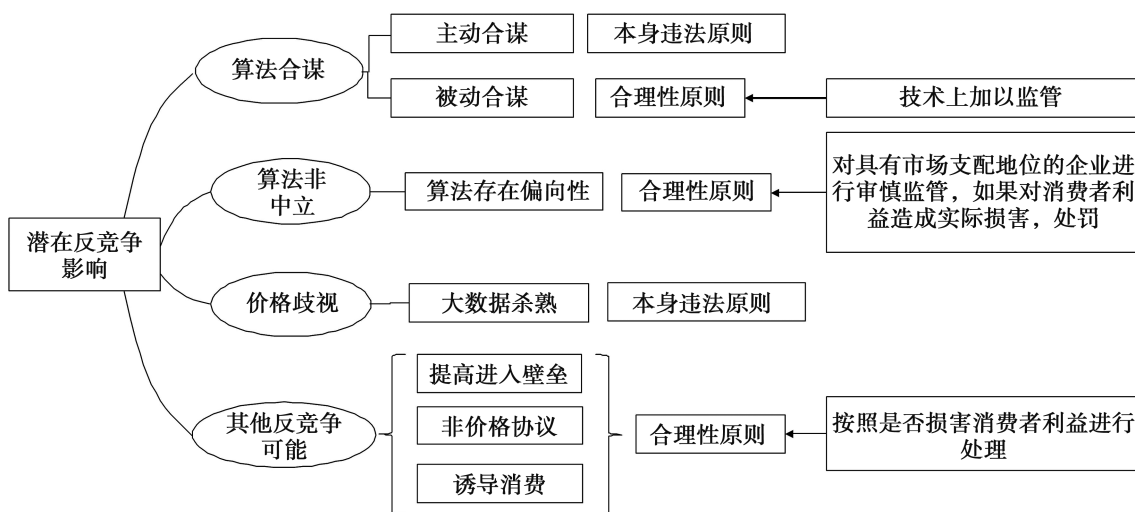 主动合谋
本身违法原则
算法合谋
被动合谋
合理性原则
技术上加以监管
算法非
中立
算法存在偏向性
合理性原则
对具有市场支配地位的企业进
行审慎监管，如果对消费者利
益造成实际损害，处罚
潜在反竞争
影响
价格歧视
大数据杀熟
本身违法原则
提高进入壁垒
其他反竞争
可能
非价格协议
诱导消费
合理性原则
按照是否损害消费者利益进行
处理